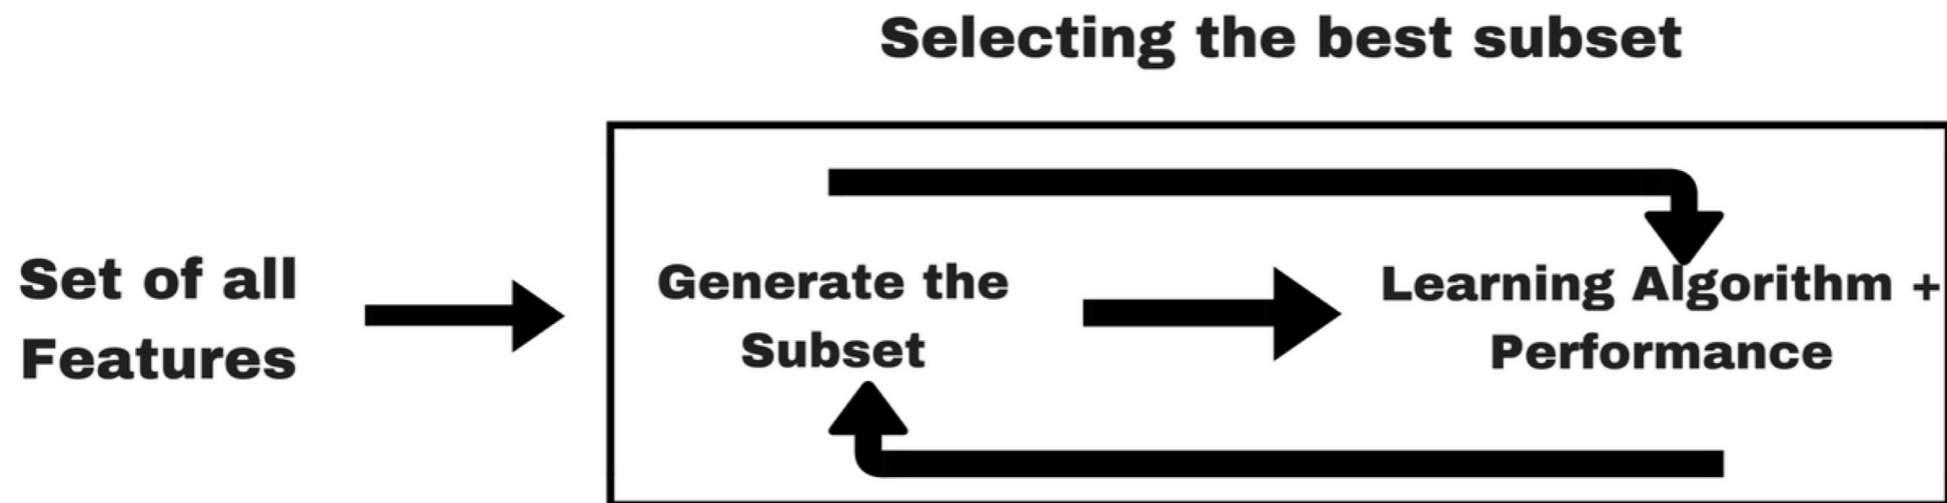 Selecting the best subset
Set of all
Features
Generate the
Subset
Learning Algorithm +
Performance